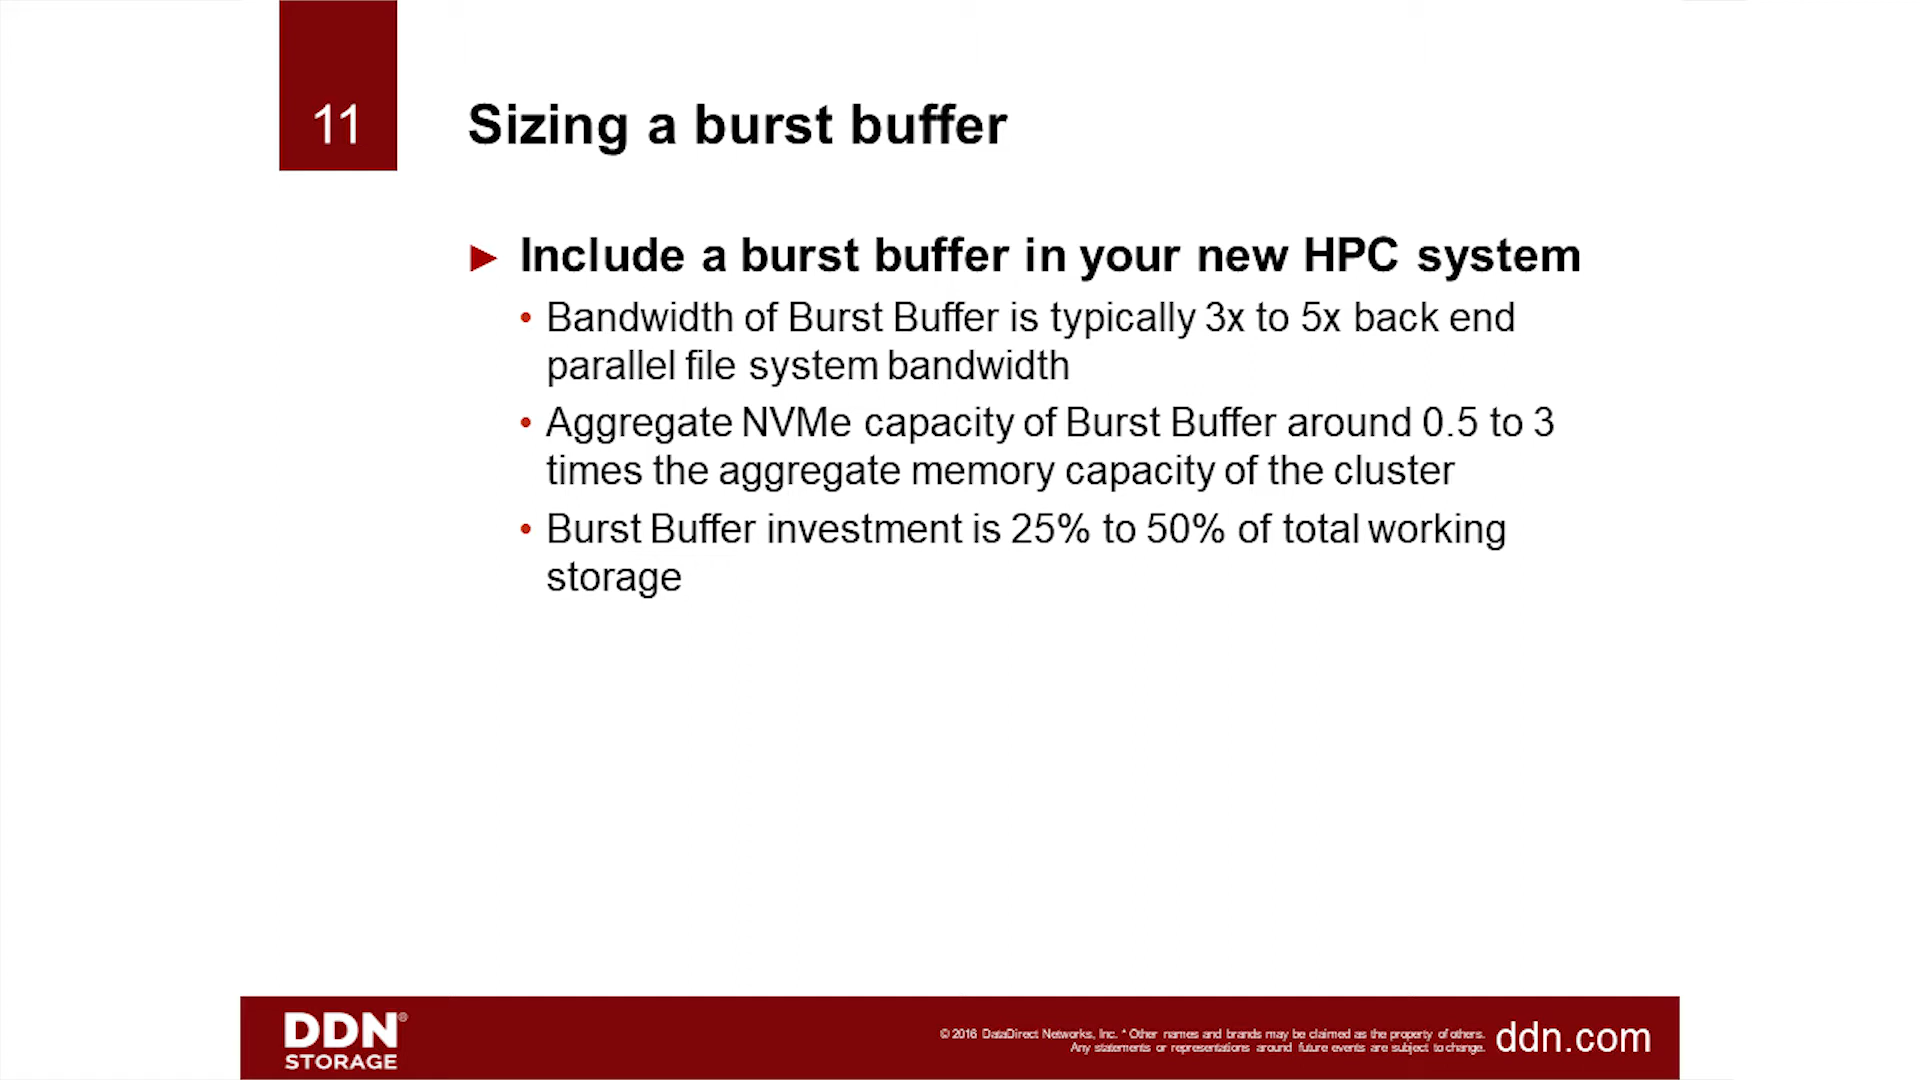 11
Sizing a burst buffer
► Include a burst buffer in your new HPC system
• Bandwidth of Burst Buffer is typically 3x to 5x back end
parallel file system bandwidth
• Aggregate NVMe capacity of Burst Buffer around 0.5 to 3
times the aggregate memory capacity of the cluster
• Burst Buffer investment is 25% to 50% of total working
storage
DDN®
STORAGE
© 2016 DataDirect Networks, Inc. * Other names and brands may be claimed as the property of others.
Any statements or representations around future events are subject to change.
ddn.com